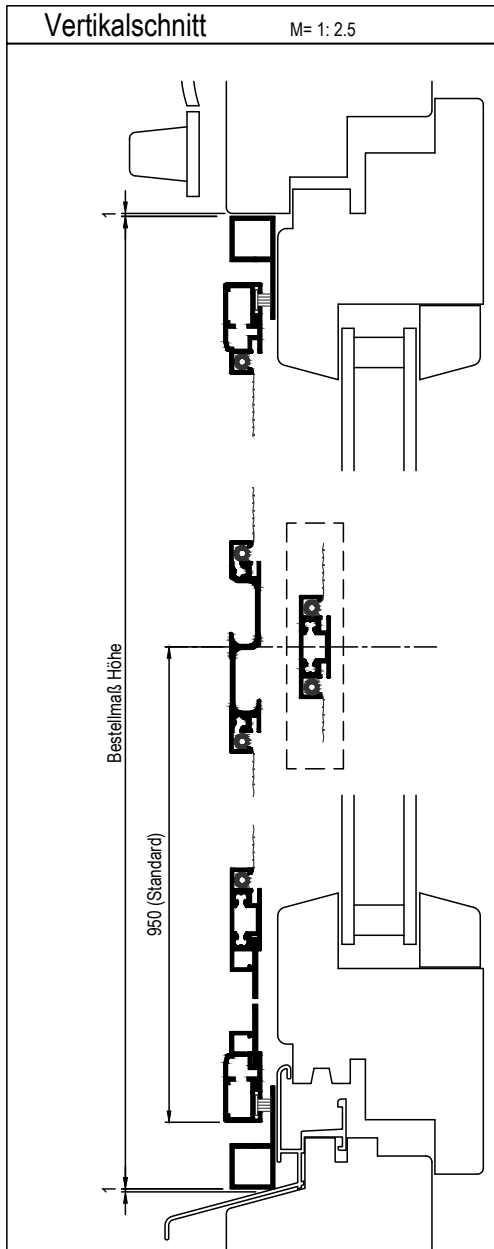 Vertikalschnitt
M= 1: 2.5
1
Bestellmaß Höhe
950 (Standard)
1